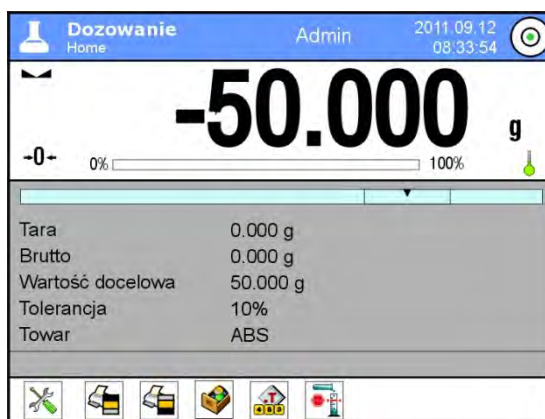 Dozowanie
Home
Admin
2011.09.12
08:33:54
-50.000 g
→0←
0% 100%
Tara 0.000 g
Brutto 0.000 g
Wartość docelowa 50.000 g
Tolerancja 10%
Towar ABS
T